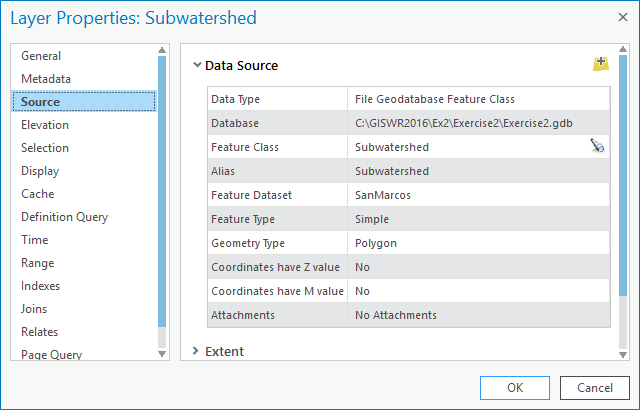 Layer Properties: Subwatershed
General
Metadata
Source
Elevation
Selection
Display
Cache
Definition Query
Time
Range
Indexes
Joins
Relates
Page Query
Data Source
Data Type File Geodatabase Feature Class
Database C:\GISWR2016\Ex2\Exercise2\Exercise2.gdb
Feature Class Subwatershed
Alias Subwatershed
Feature Dataset SanMarcos
Feature Type Simple
Geometry Type Polygon
Coordinates have Z value No
Coordinates have M value No
Attachments No Attachments
Extent
OK Cancel